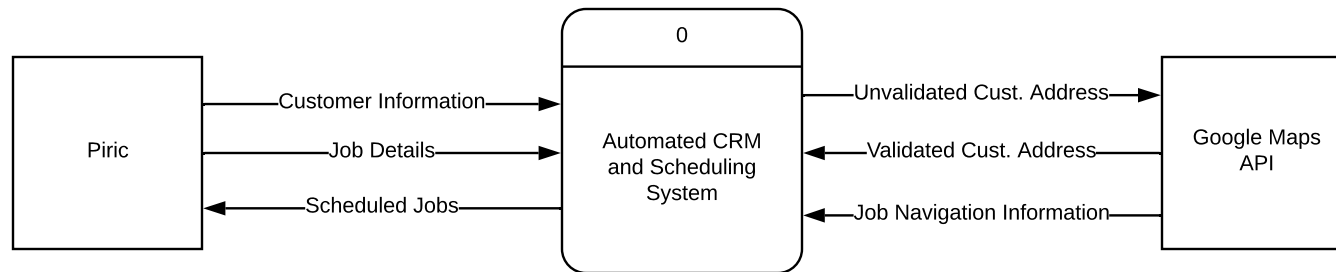 0
Customer Information
Unvalidated Cust. Address
Piric
Job Details
Automated CRM
and Scheduling
System
Validated Cust. Address
Google Maps
API
Scheduled Jobs
Job Navigation Information